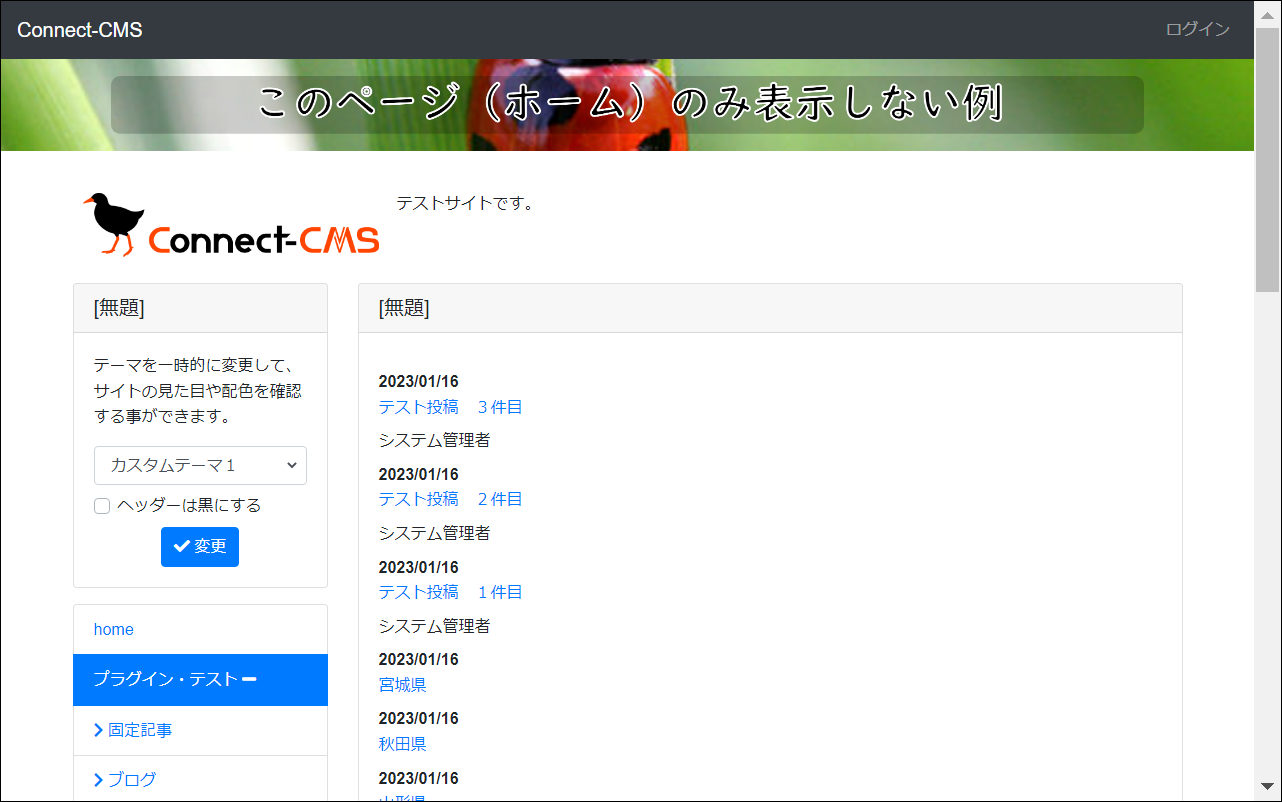 Connect-CMS
ログイン
このページ（ホーム）のみ表示しない例
Connect-CMS
テストサイトです。
[無題]
テーマを一時的に変更して、
サイトの見た目や配色を確認
する事ができます。
カスタムテーマ１
ヘッダーは黒にする
変更
home
プラグイン・テスト
固定記事
ブログ
[無題]
2023/01/16
テスト投稿　３件目
システム管理者
2023/01/16
テスト投稿　２件目
システム管理者
2023/01/16
テスト投稿　１件目
システム管理者
2023/01/16
宮城県
2023/01/16
秋田県
2023/01/16
山形県